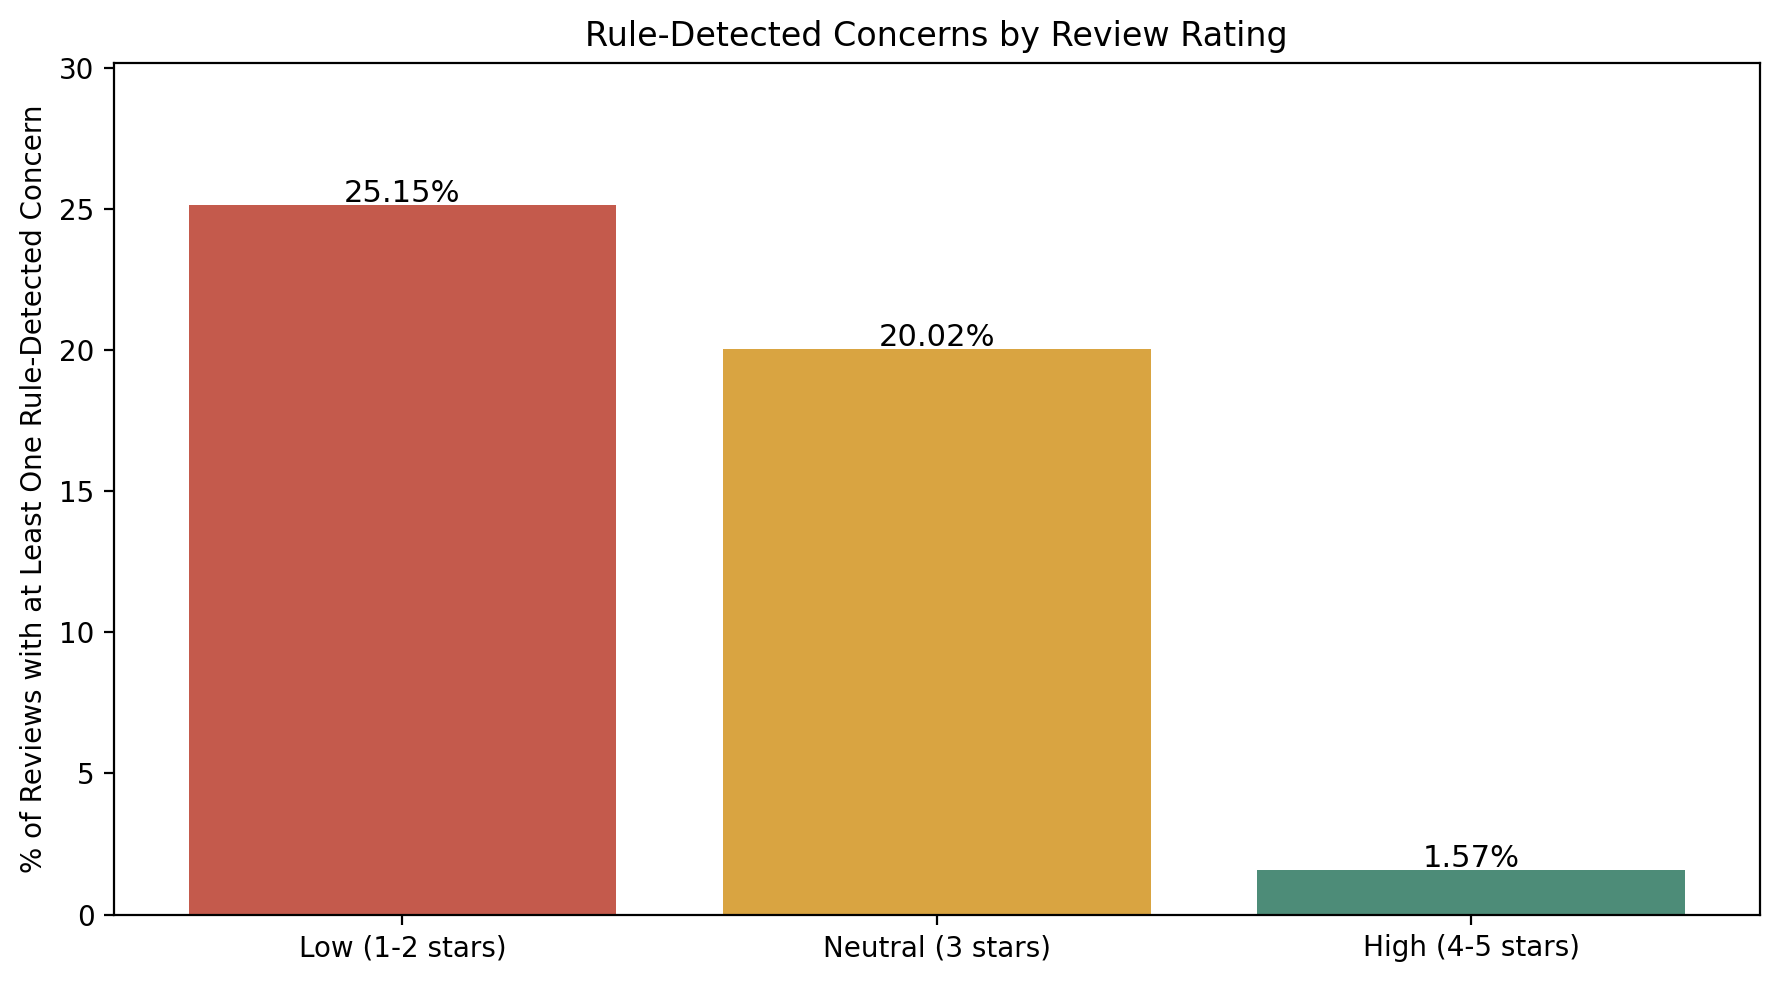 Rule-Detected Concerns by Review Rating
% of Reviews with at Least One Rule-Detected Concern
30
25
20
15
10
5
0
25.15%
20.02%
1.57%
Low (1-2 stars)
Neutral (3 stars)
High (4-5 stars)